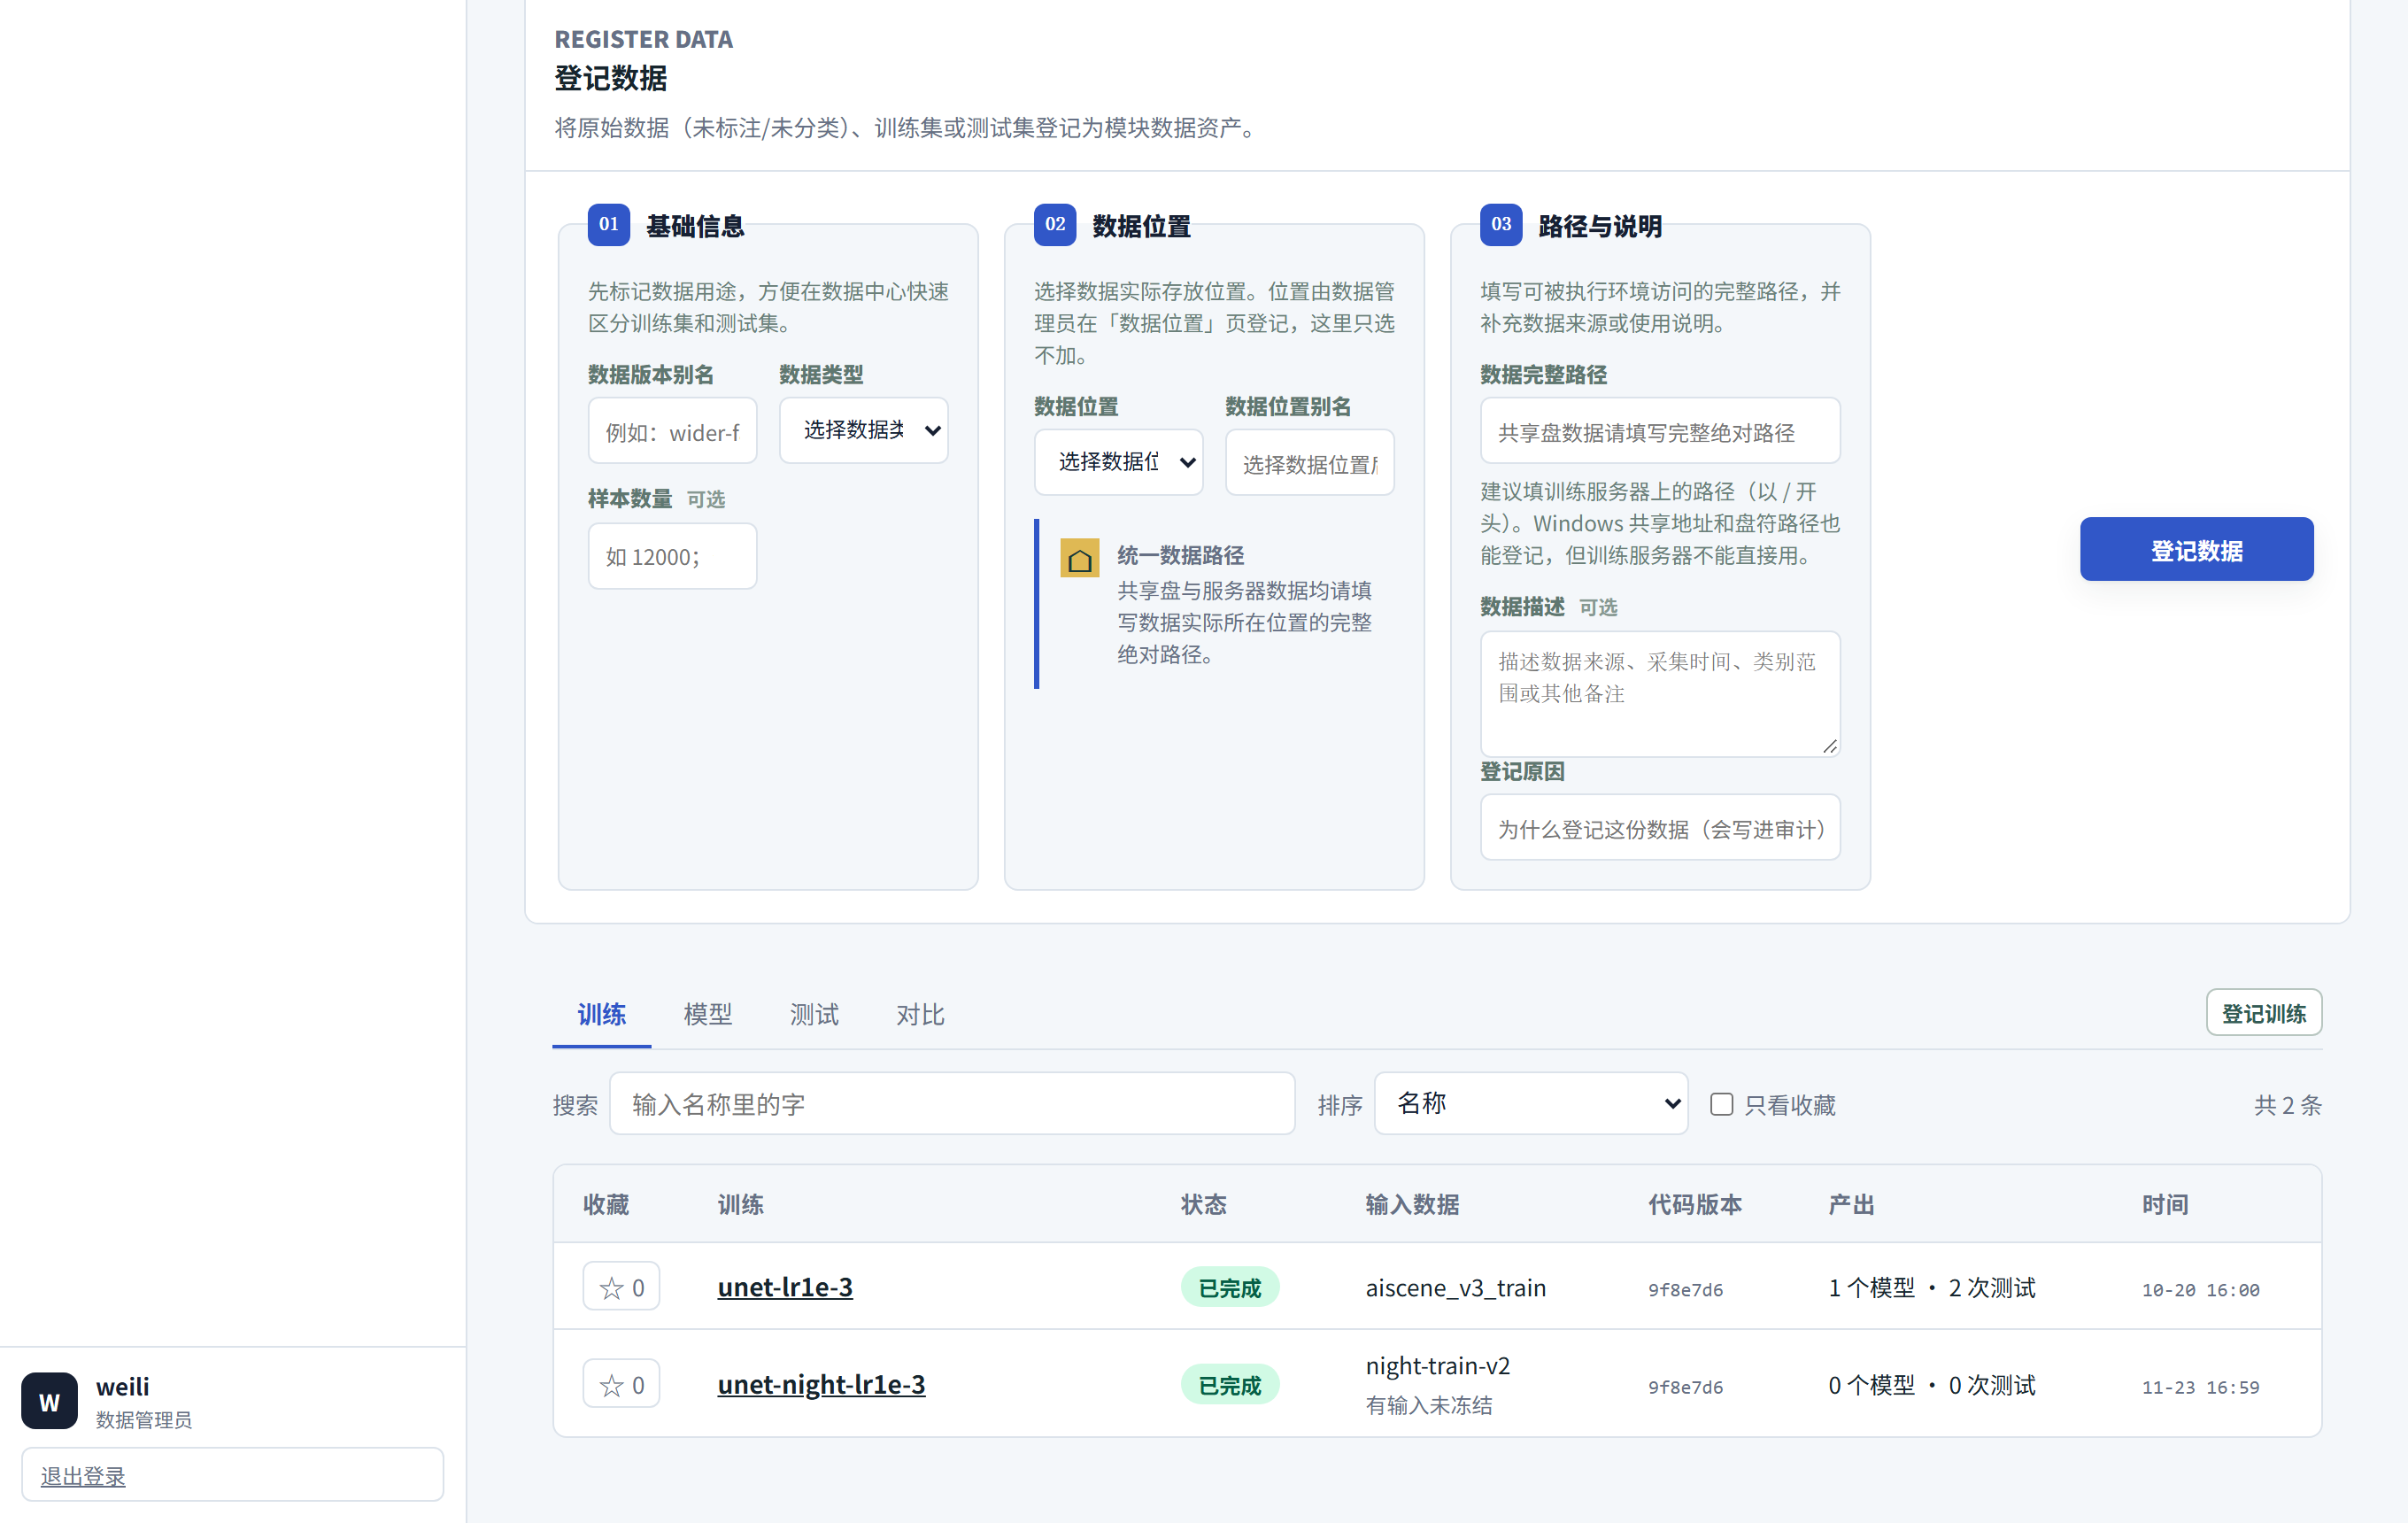 REGISTER DATA
登记数据
将原始数据（未标注/未分类）、训练集或测试集登记为模块数据资产。
01 基础信息
先标记数据用途，方便在数据中心快速
区分训练集和测试集。
数据版本别名 数据类型
例如：wider-f 选择数据类
样本数量 可选
如 12000；
02 数据位置
选择数据实际存放位置。位置由数据管
理员在「数据位置」页登记，这里只选
不加。
数据位置 数据位置别名
选择数据位 选择数据位置
统一数据路径
共享盘与服务器数据均请填
写数据实际所在位置的完整
绝对路径。
03 路径与说明
填写可被执行环境访问的完整路径，并
补充数据来源或使用说明。
数据完整路径
共享盘数据请填写完整绝对路径
建议填训练服务器上的路径（以 / 开
头）。Windows 共享地址和盘符路径也
能登记，但训练服务器不能直接用。
数据描述 可选
描述数据来源、采集时间、类别范
围或其他备注
登记原因
为什么登记这份数据（会写进审计）
登记数据
训练 模型 测试 对比 登记训练
搜索 输入名称里的字 排序 名称 只看收藏 共 2 条
收藏 训练 状态 输入数据 代码版本 产出 时间
☆ 0 unet-lr1e-3 已完成 aiscene_v3_train 9f8e7d6 1 个模型 · 2 次测试 10-20 16:00
☆ 0 unet-night-lr1e-3 已完成 night-train-v2 9f8e7d6 0 个模型 · 0 次测试 11-23 16:59
有输入未冻结
W weili
数据管理员
退出登录